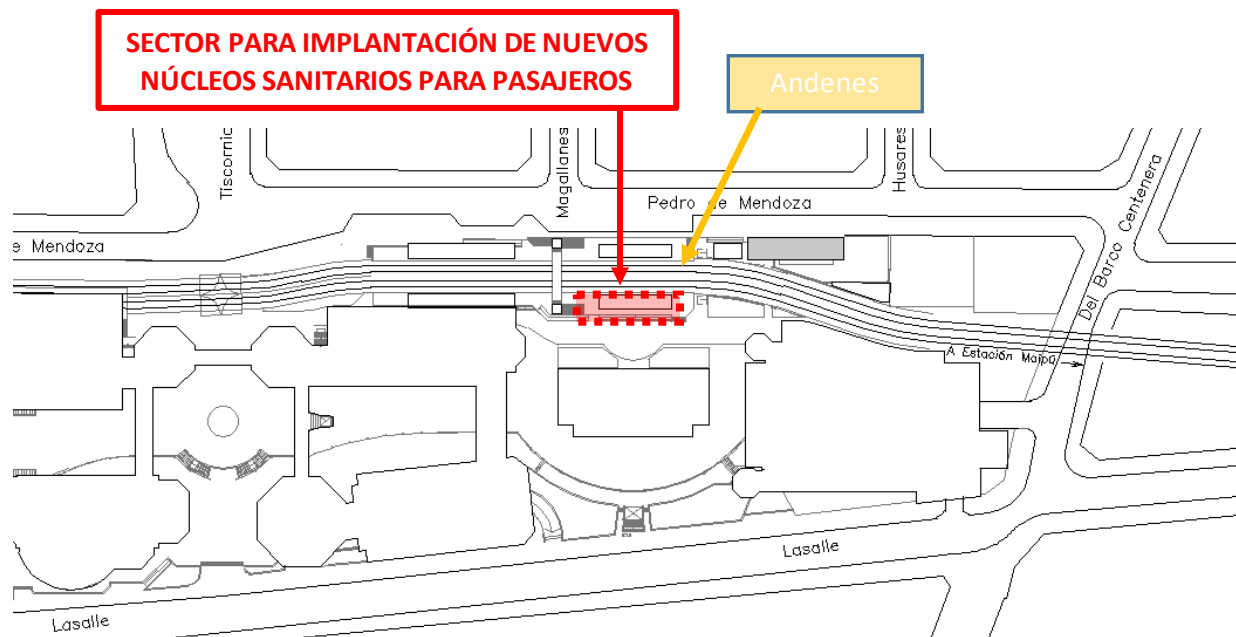 SECTOR PARA IMPLANTACIÓN DE NUEVOS
NÚCLEOS SANITARIOS PARA PASAJEROS
Andenes
Tiscornic
Magallanes
Husares
Del Barco Centenera
Pedro de Mendoza
e Mendoza
A Estación Maipú
Lasalle
Lasalle